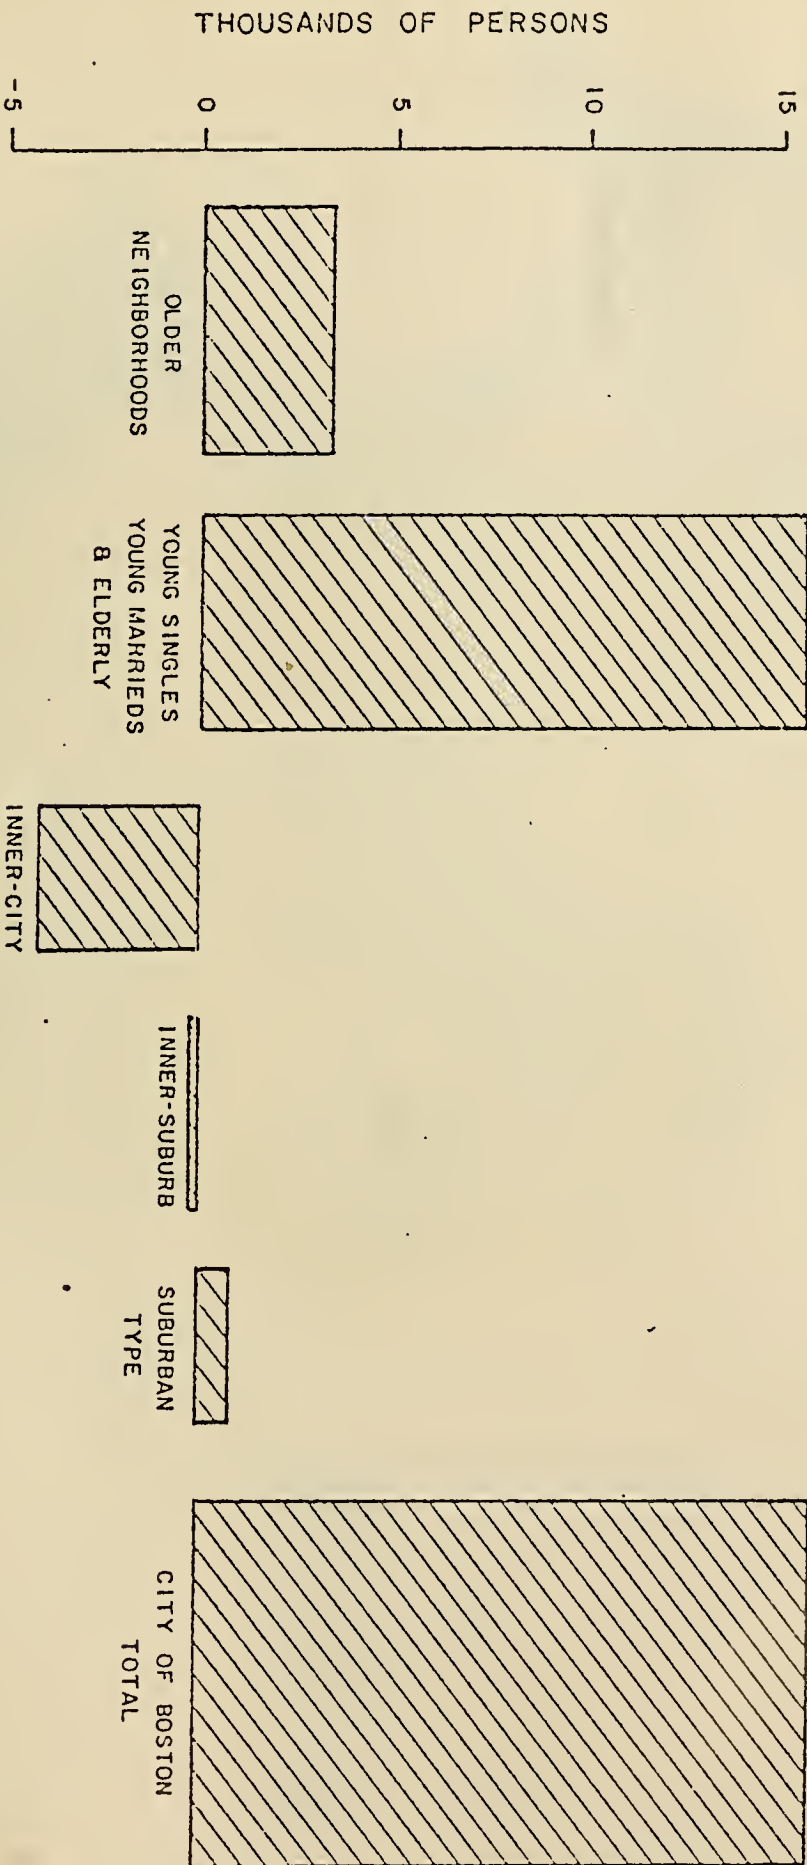 THOUSANDS OF PERSONS
15
10
5
0
-5
OLDER
NEIGHBORHOODS
YOUNG SINGLES
YOUNG MARRIEDS
& ELDERLY
INNER-CITY
INNER-SUBURB
SUBURBAN
TYPE
CITY OF BOSTON
TOTAL